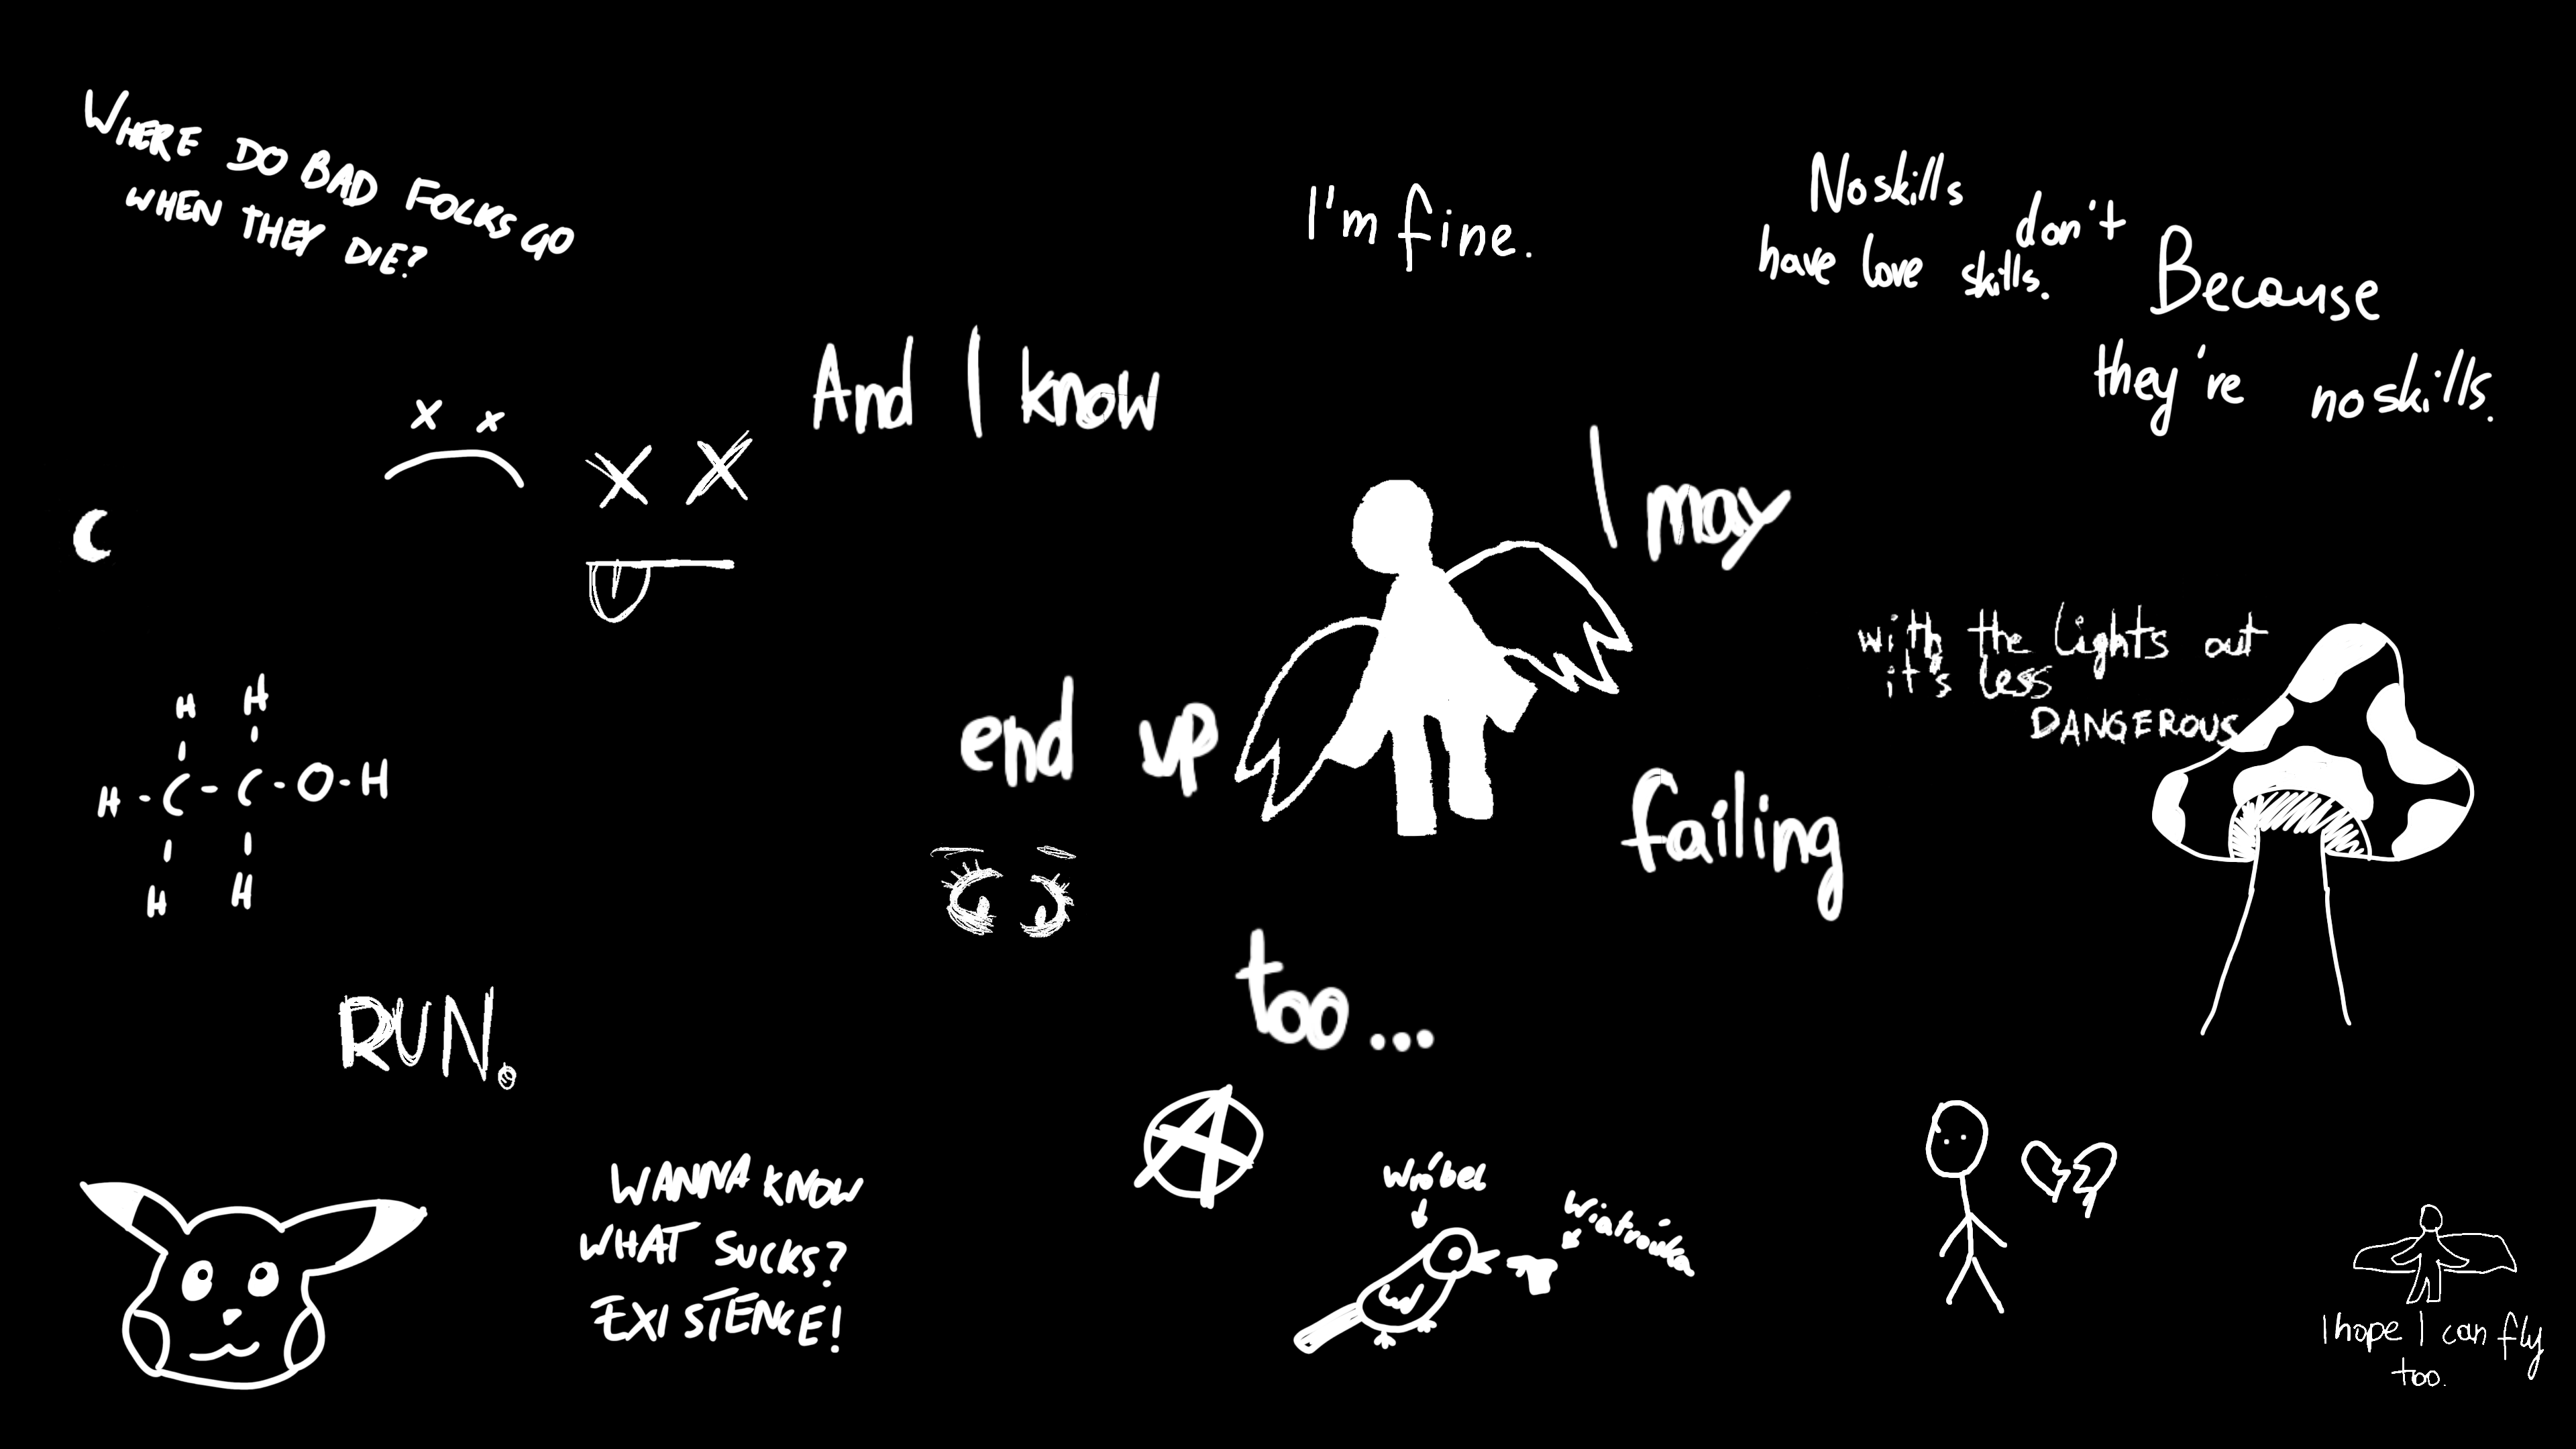 WHERE DO BAD FOLKS GO
WHEN THEY DIE?
I'm fine.
Noskills don't
have love skills.
Because
they're noskills.
And I know
I may
end up
failing
too...
with the lights out
it's less
DANGEROUS
H H
H-C-C-O-H
H H
RUN.
WANNA KNOW
WHAT SUCKS?
EXISTENCE!
A
Wróbel
Wiatrówka
I hope I can fly
too.